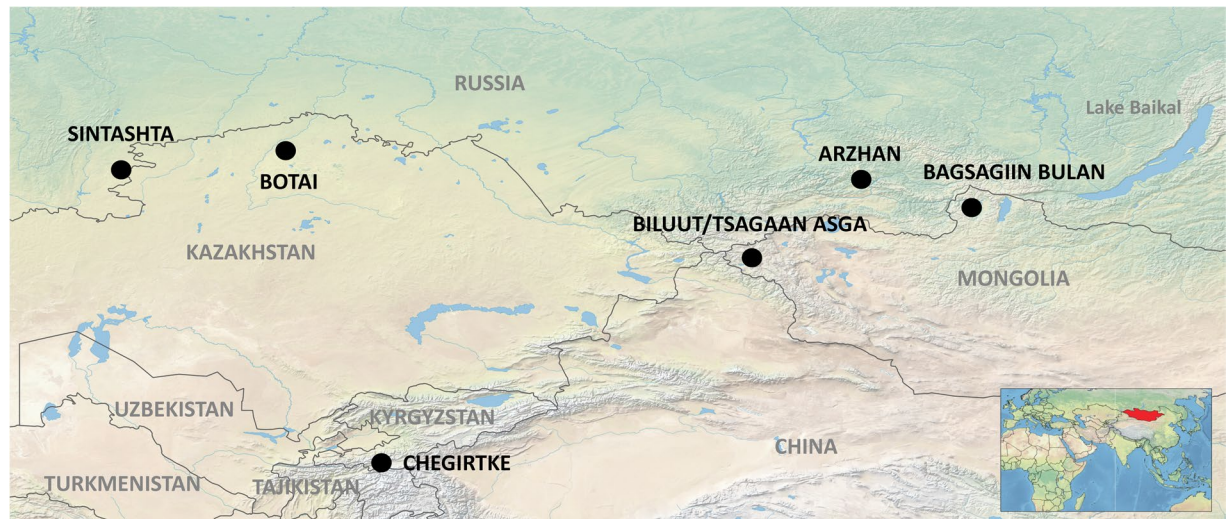 RUSSIA
Lake Baikal
SINTASHTA
BOTAI
ARZHAN
BAGSAGIIN BULAN
BILUUT/TSAGAAN ASGA
KAZAKHSTAN
MONGOLIA
UZBEKISTAN
KYRGYZSTAN
CHINA
CHEGIRTKE
TURKMENISTAN
TAJIKISTAN